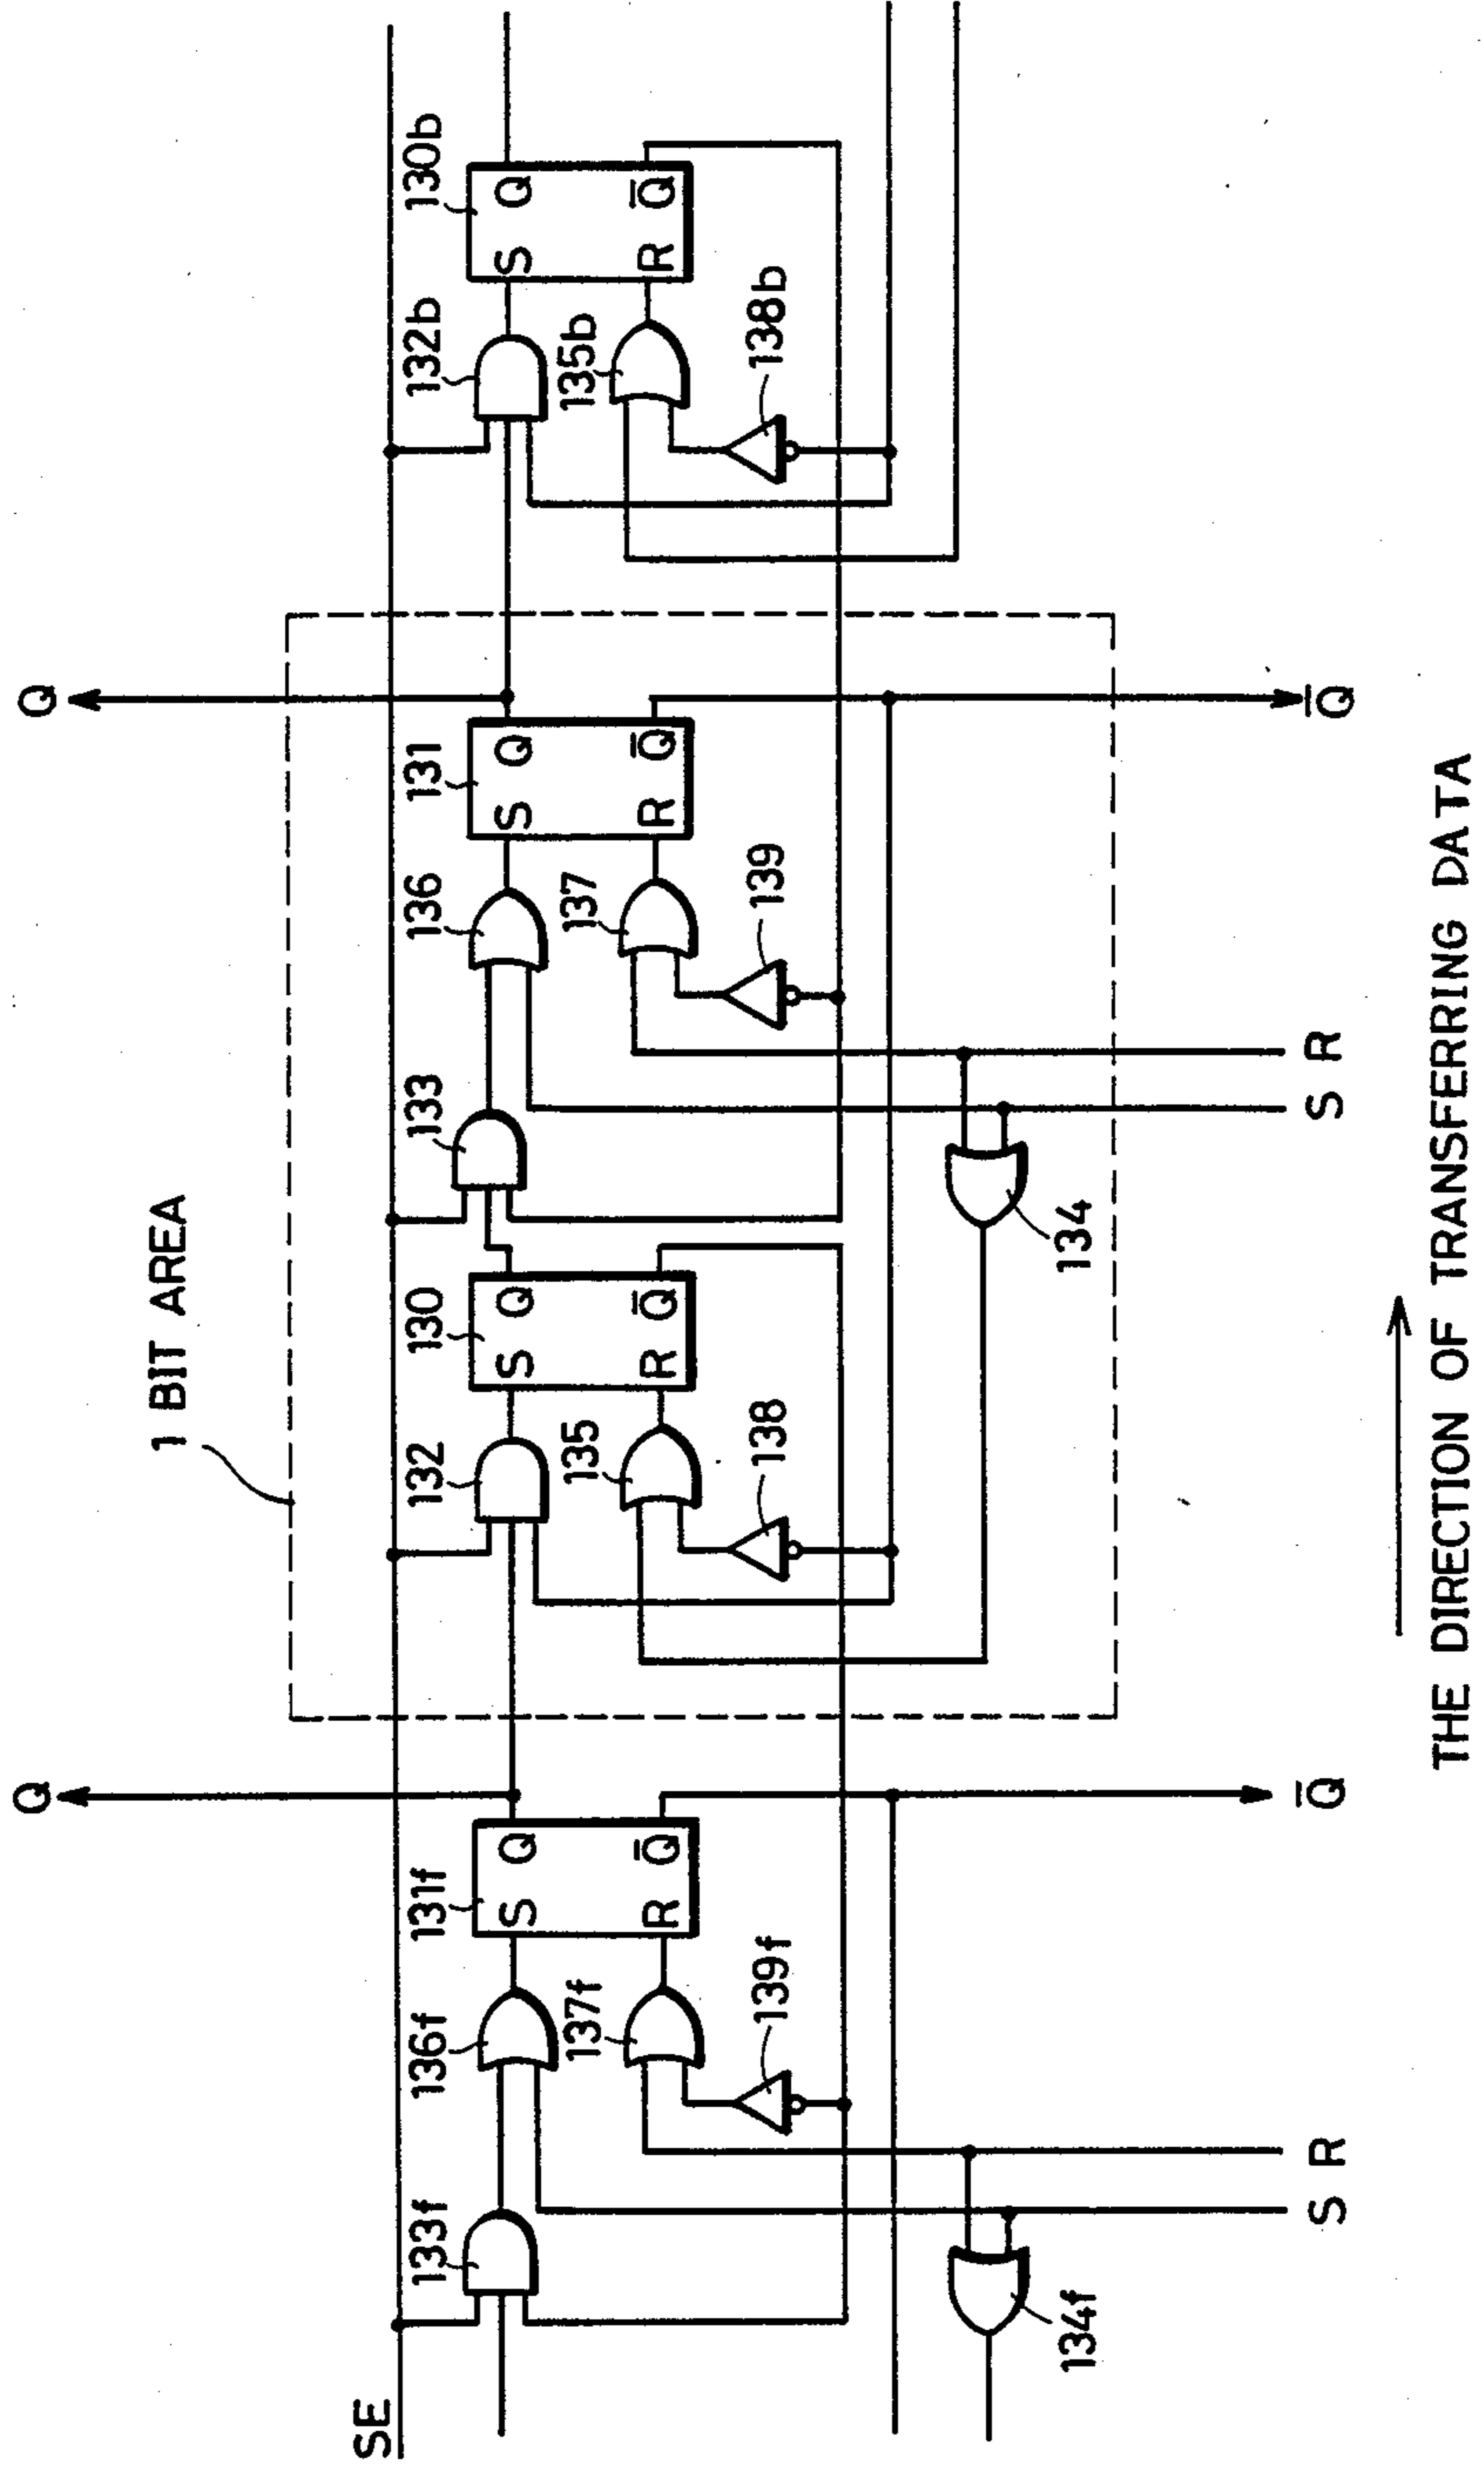 1 BIT AREA
Q
Q
SE
133f
136f
131f
S
Q
R
Q̅
137f
139f
132
130
S
Q
R
Q̅
135
138
133
136
131
S
Q
R
Q̅
137
139
132b
130b
S
Q
R
Q̅
135b
138b
134f
134
S
R
Q̅
S
R
Q̅
THE DIRECTION OF TRANSFERRING DATA